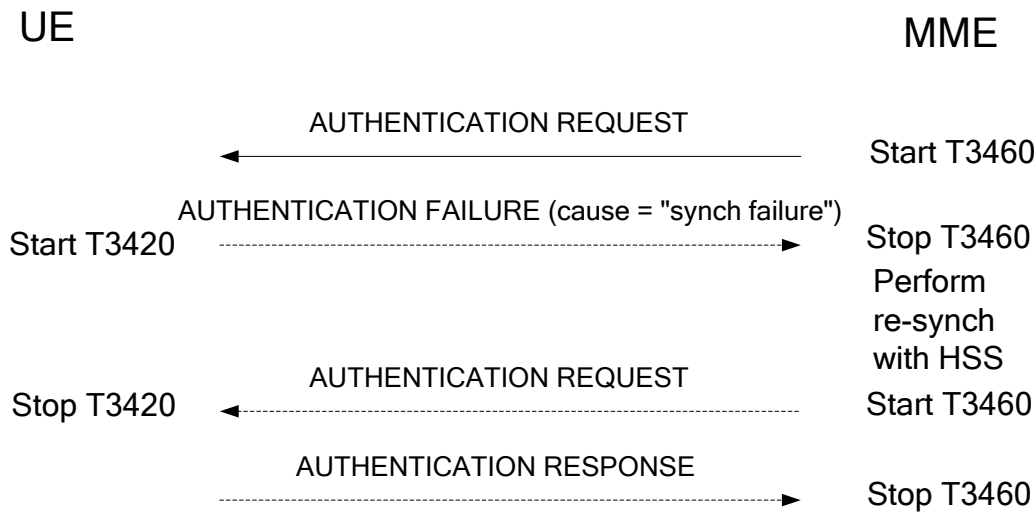 UE
MME
AUTHENTICATION REQUEST
Start T3460
AUTHENTICATION FAILURE (cause = "synch failure")
Start T3420
Stop T3460
Perform
re-synch
with HSS
AUTHENTICATION REQUEST
Stop T3420
Start T3460
AUTHENTICATION RESPONSE
Stop T3460